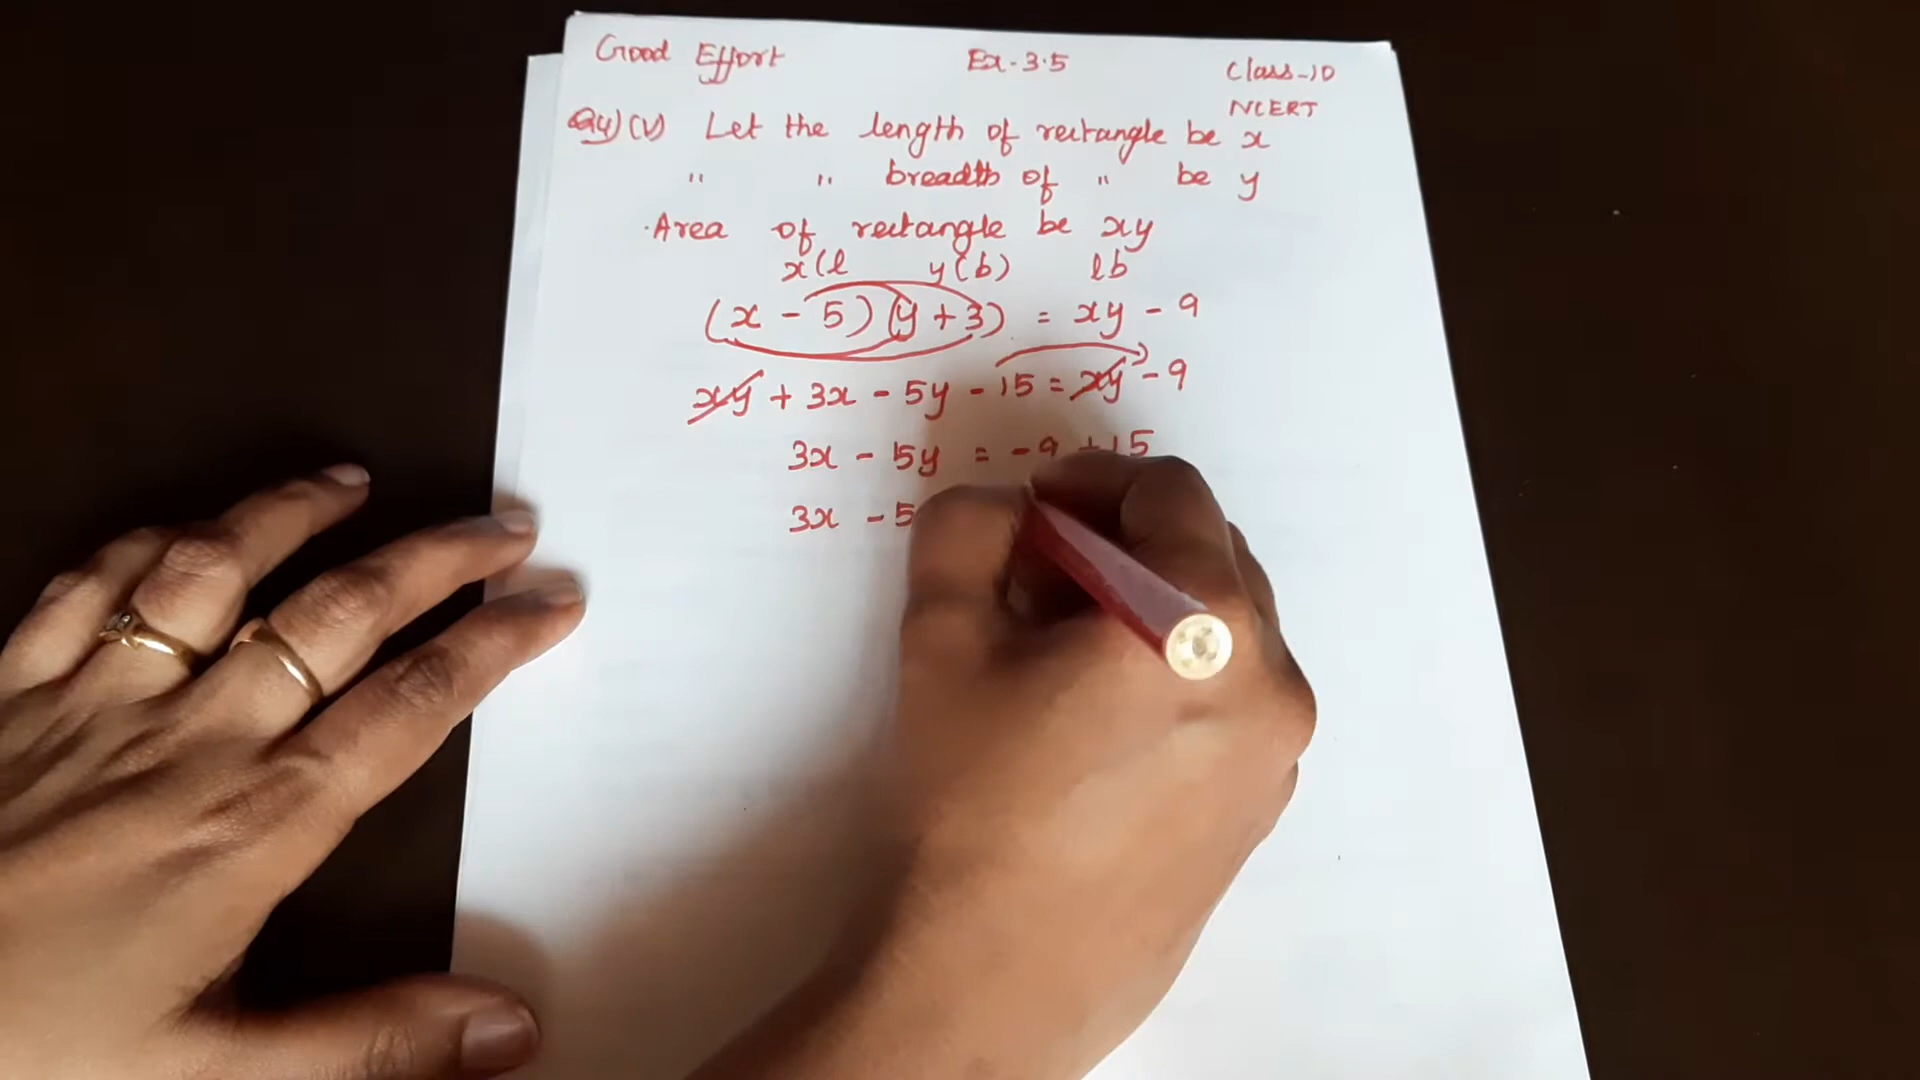 Good Effort Ex-3.5 Class-10
NCERT
Q4)(V) Let the length of rectangle be x
" " breadth of " be y
Area of rectangle be xy
x(l y(b) lb
(x - 5)(y + 3) = xy - 9
xy + 3x - 5y - 15 = xy - 9
3x - 5y = -9 + 15
3x - 5